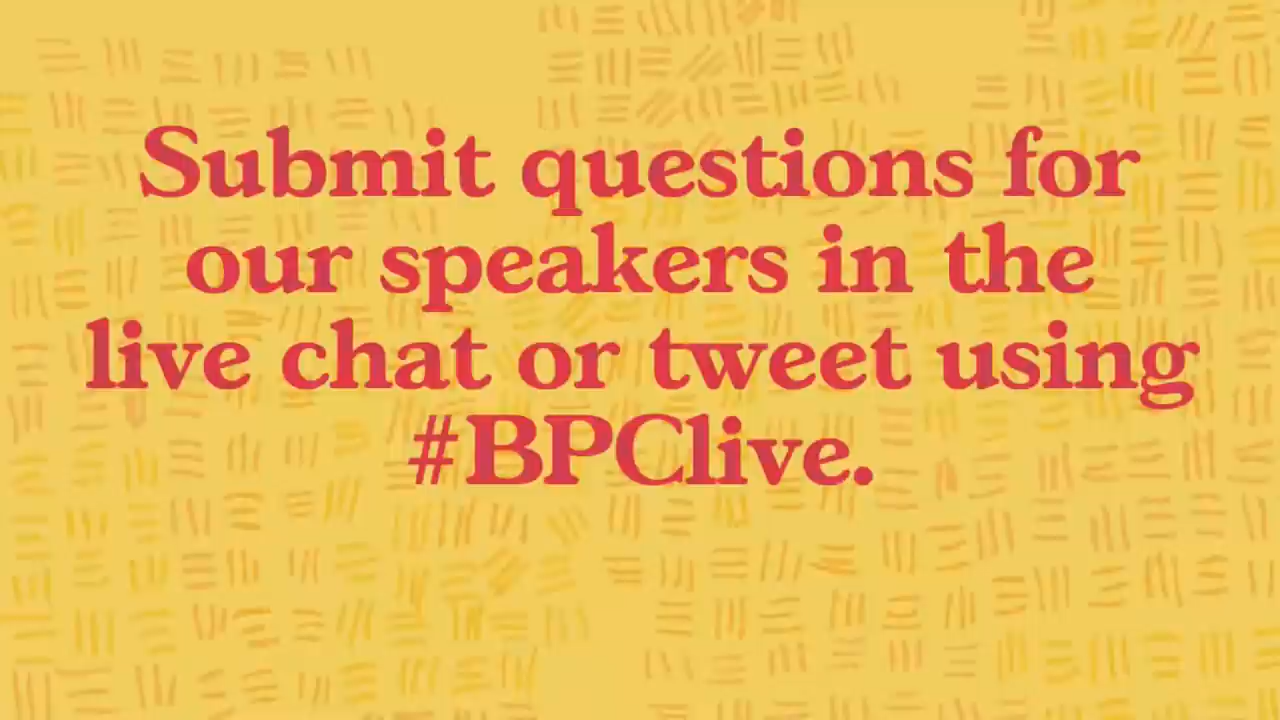 Submit questions for
our speakers in the
live chat or tweet using
#BPClive.